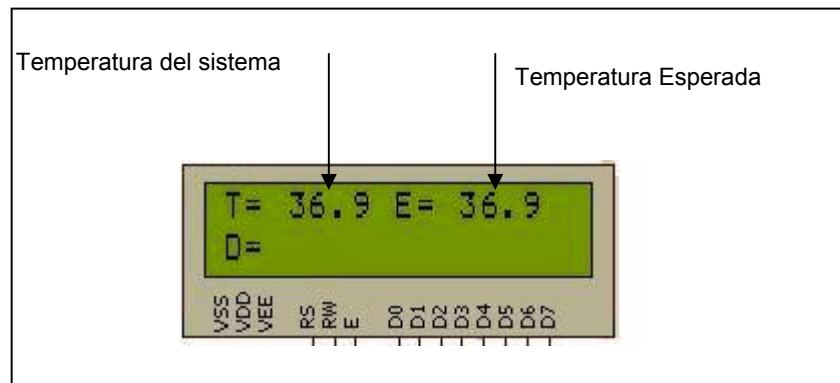 Temperatura del sistema
Temperatura Esperada
T= 36.9 E= 36.9
D=
VSS
VDD
VEE
RS
RW
E
D0
D1
D2
D3
D4
D5
D6
D7